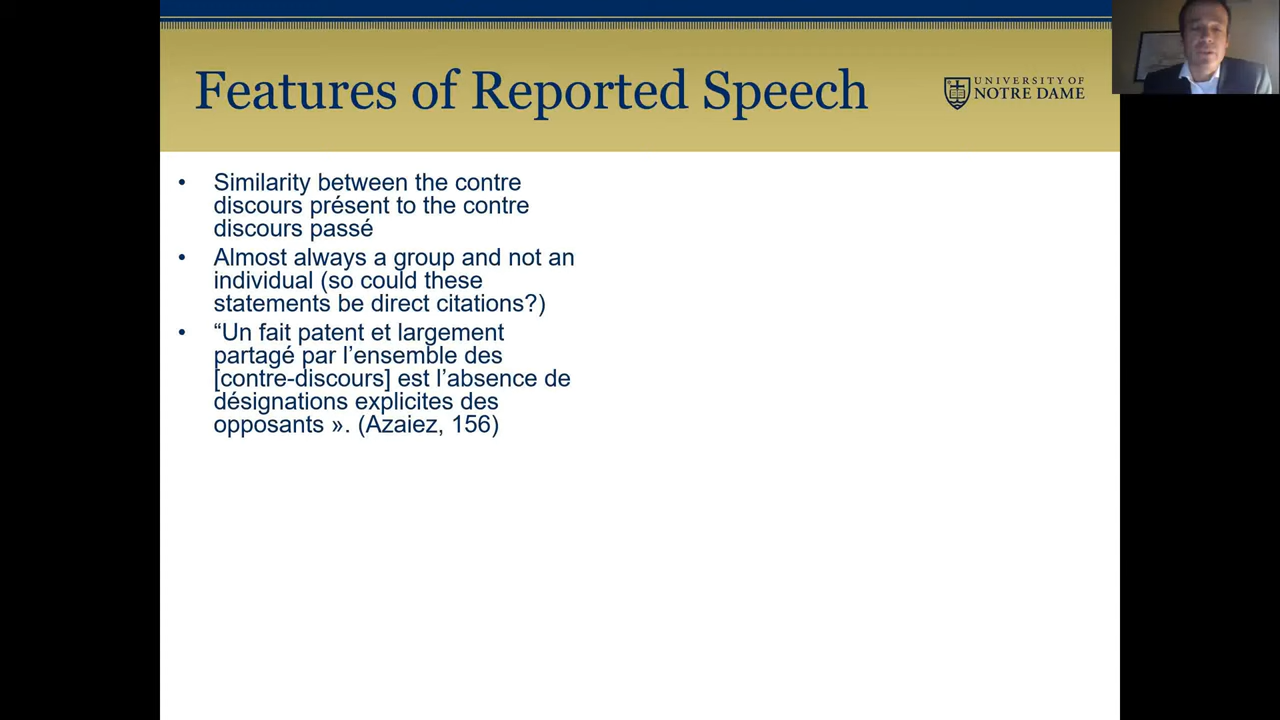 Features of Reported Speech
UNIVERSITY OF
NOTRE DAME
• Similarity between the contre
discours présent to the contre
discours passé
• Almost always a group and not an
individual (so could these
statements be direct citations?)
• “Un fait patent et largement
partagé par l’ensemble des
[contre-discours] est l’absence de
désignations explicites des
opposants ». (Azaiez, 156)